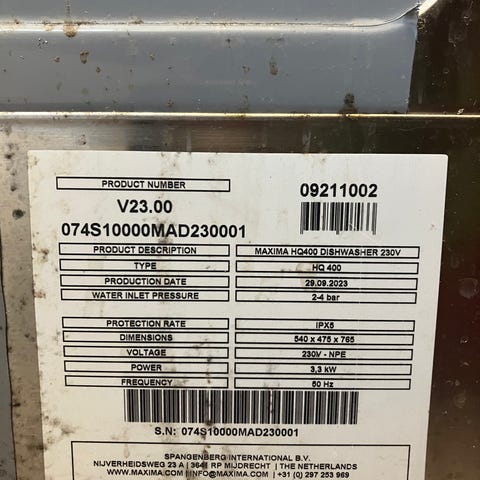 PRODUCT NUMBER
09211002
V23.00
074S10000MAD230001
PRODUCT DESCRIPTION MAXIMA HQ400 DISHWASHER 230V
TYPE HQ 400
PRODUCTION DATE 29.09.2023
WATER INLET PRESSURE 2-4 bar
PROTECTION RATE IPX5
DIMENSIONS 540 x 475 x 765
VOLTAGE 230V - NPE
POWER 3,3 kW
FREQUENCY 50 Hz
S.N: 074S10000MAD230001
SPANGENBERG INTERNATIONAL B.V.
NIJVERHEIDSWEG 23 A | 3641 RP MIJDRECHT | THE NETHERLANDS
WWW.MAXIMA.COM | INFO@MAXIMA.COM | +31 (0) 297 253 969